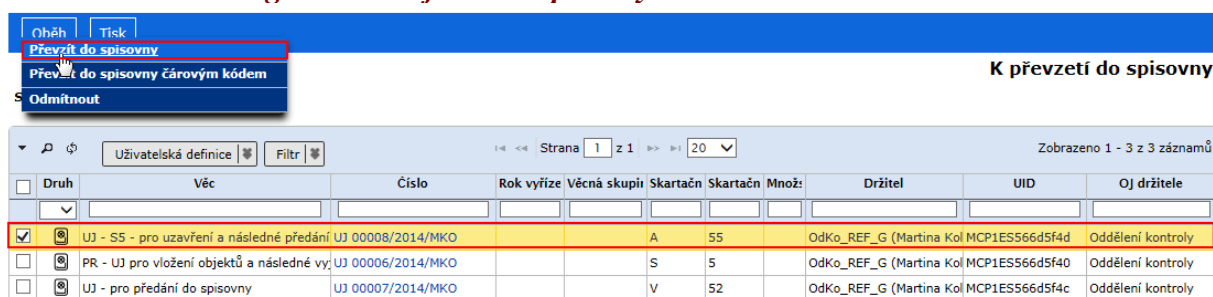 Oběh Tisk
Převzít do spisovny
Převzít do spisovny čárovým kódem
Odmítnout
K převzetí do spisovny
Uživatelská definice Filtr Strana 1 z 1 20 Zobrazeno 1 - 3 z 3 záznamů
Druh Věc Číslo Rok vyříze Věcná skupin Skartačn Skartačn Množs Držitel UID OJ držitele
UJ - S5 - pro uzavření a následné předání UJ 00008/2014/MKO A 55 OdKo_REF_G (Martina Kol MCP1ES566d5f4d Oddělení kontroly
PR - UJ pro vložení objektů a následné vy UJ 00006/2014/MKO S 5 OdKo_REF_G (Martina Kol MCP1ES566d5f40 Oddělení kontroly
UJ - pro předání do spisovny UJ 00007/2014/MKO V 52 OdKo_REF_G (Martina Kol MCP1ES566d5f4c Oddělení kontroly